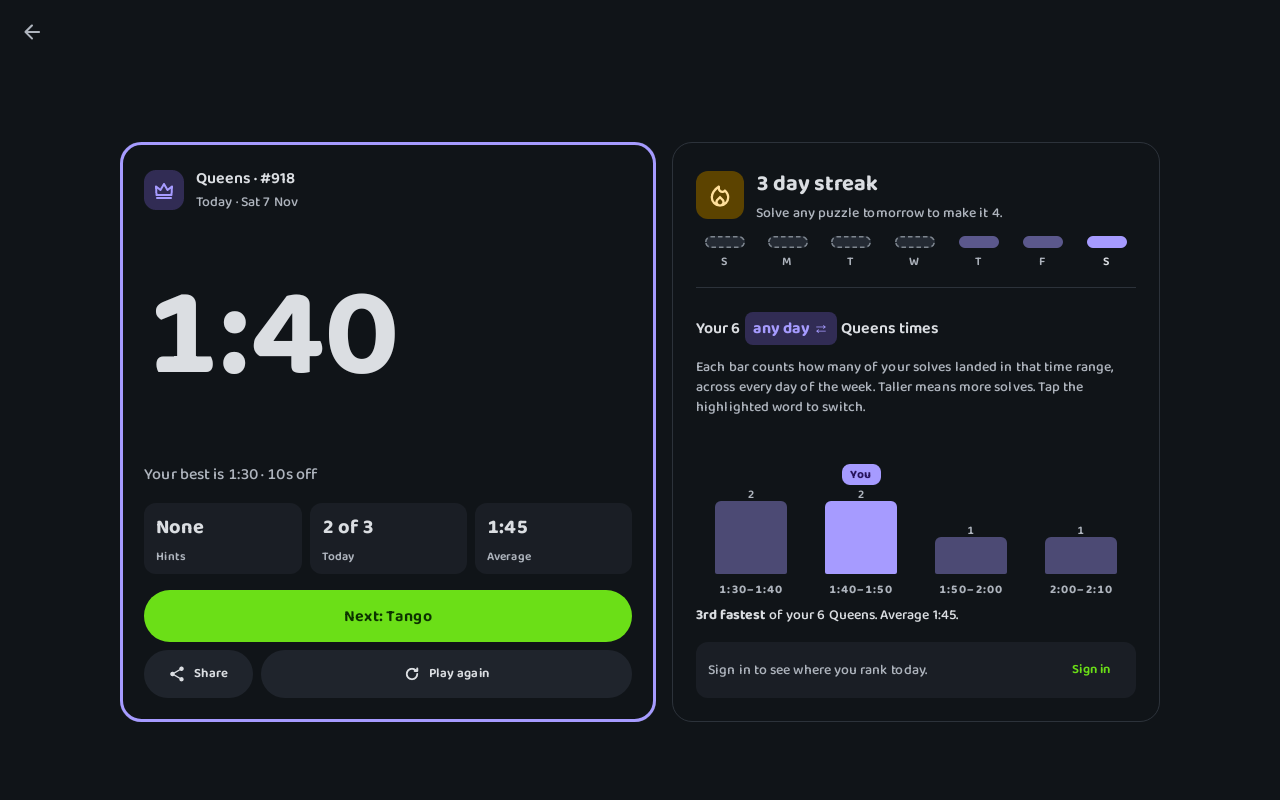 Queens · #918
Today · Sat 7 Nov
1:40
Your best is 1:30 · 10s off
None
Hints
2 of 3
Today
1:45
Average
Next: Tango
Share
Play again
3 day streak
Solve any puzzle tomorrow to make it 4.
S M T W T F S
Your 6 any day ⇄ Queens times
Each bar counts how many of your solves landed in that time range,
across every day of the week. Taller means more solves. Tap the
highlighted word to switch.
You
2 2 1 1
1:30–1:40 1:40–1:50 1:50–2:00 2:00–2:10
3rd fastest of your 6 Queens. Average 1:45.
Sign in to see where you rank today.
Sign in